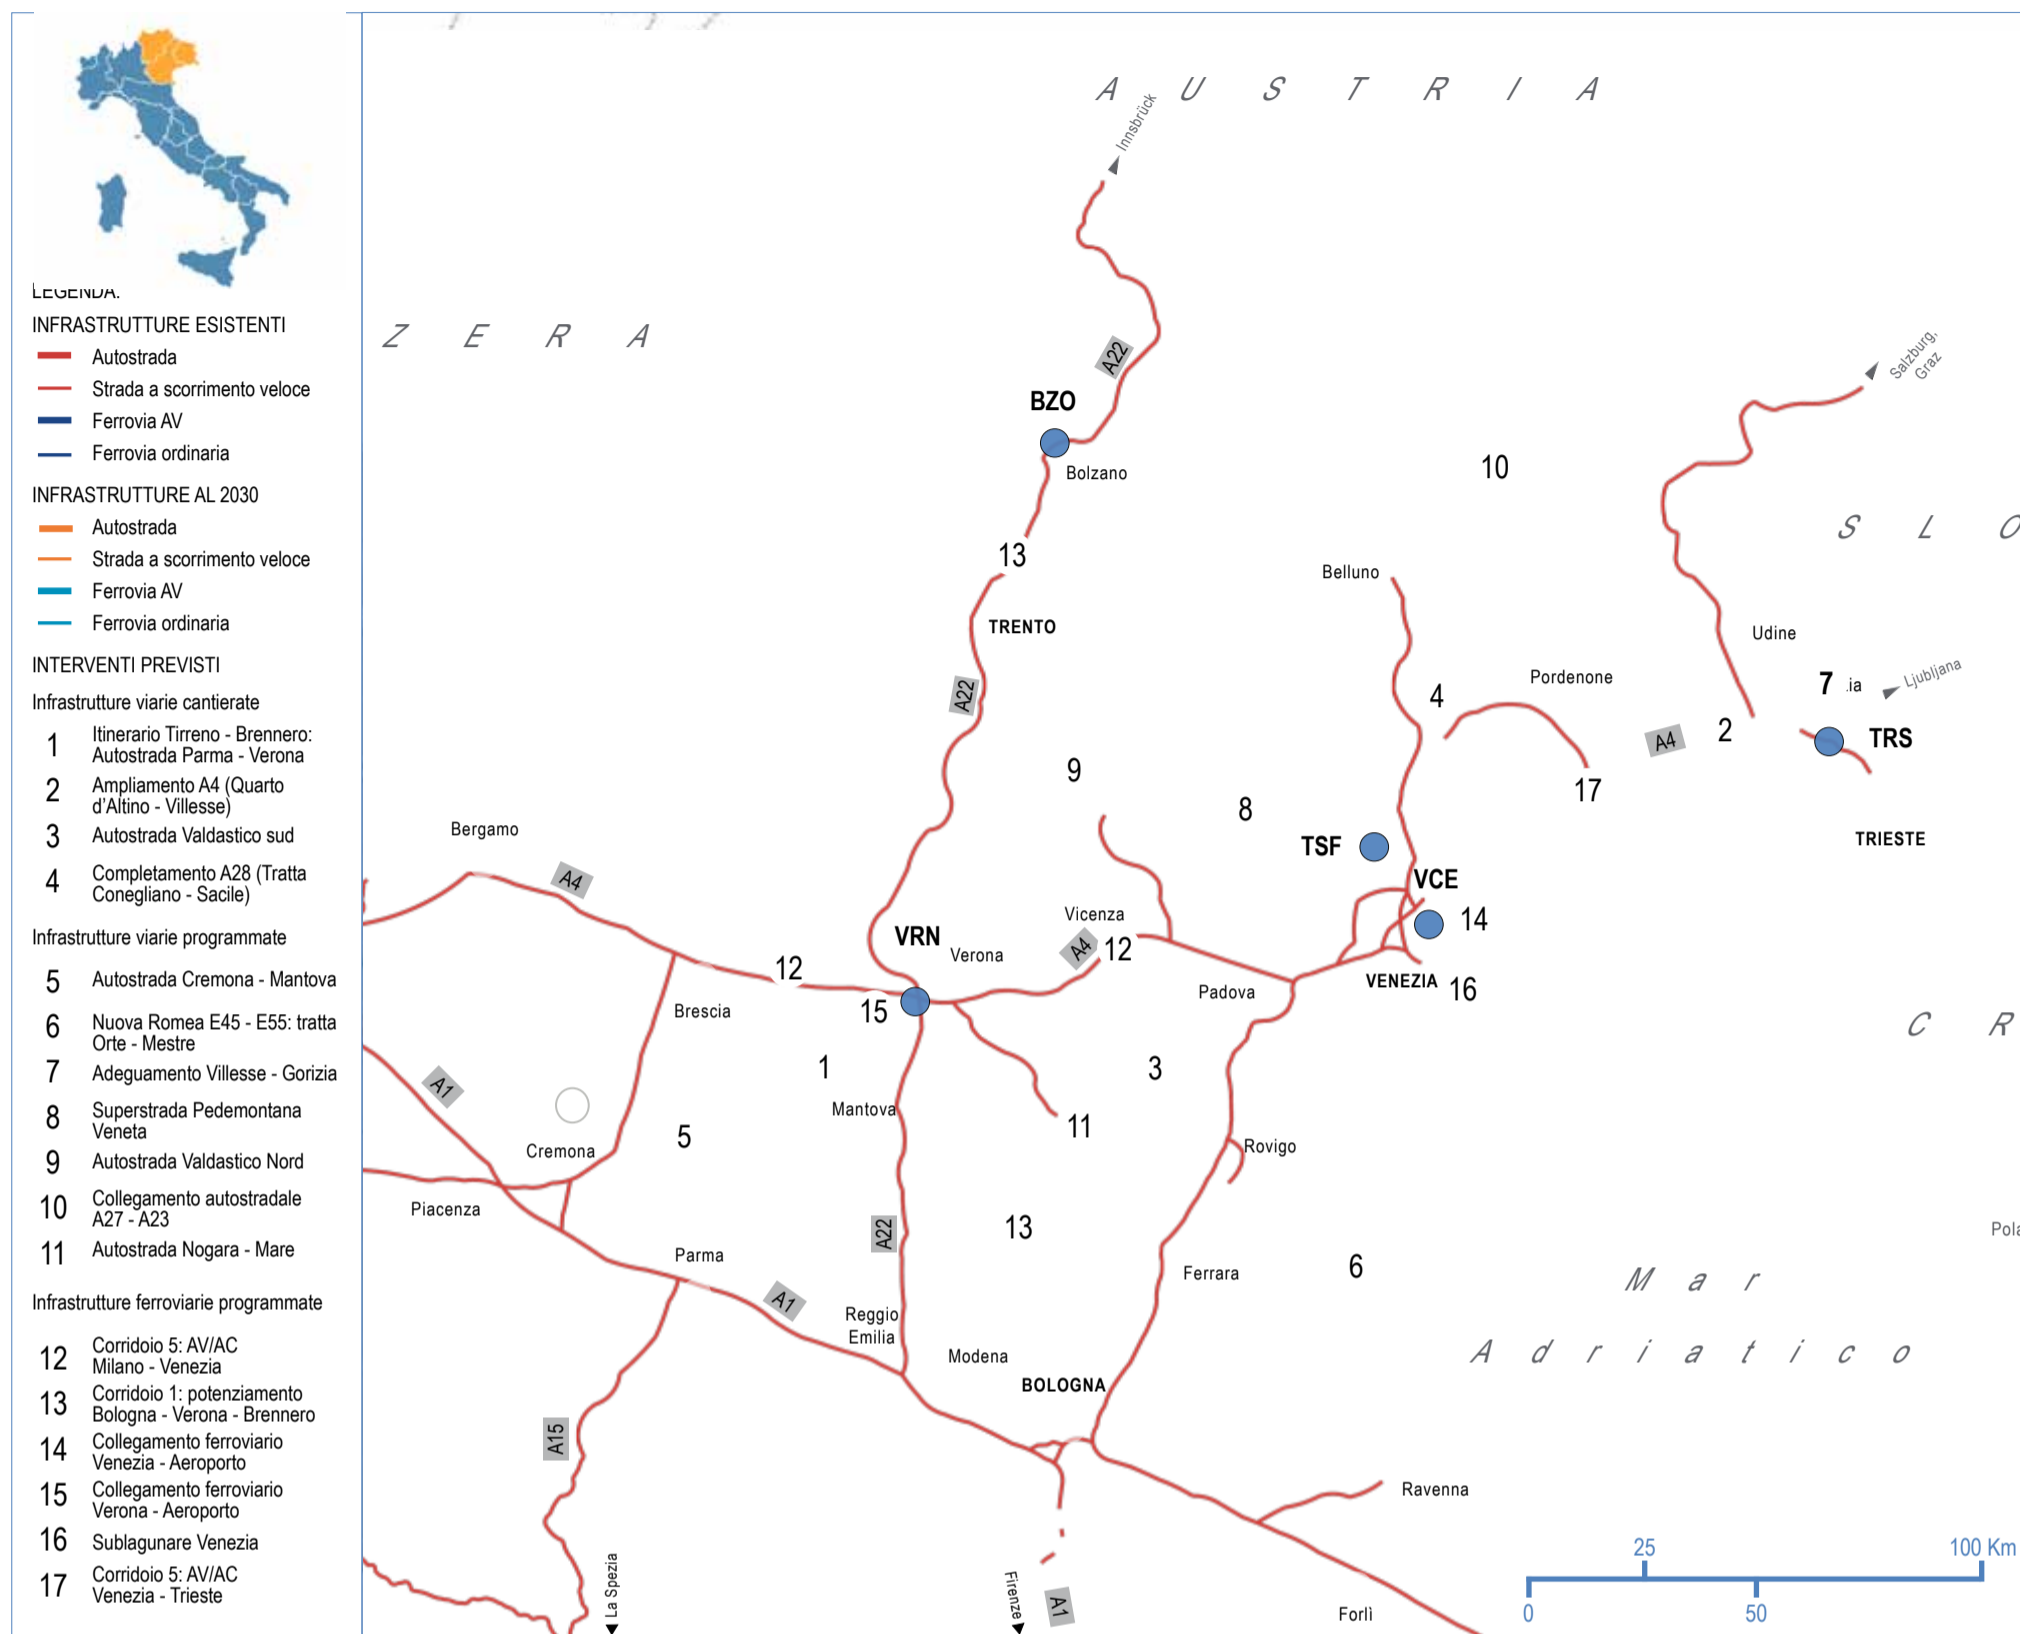 LEGENDA:
INFRASTRUTTURE ESISTENTI
Autostrada
Strada a scorrimento veloce
Ferrovia AV
Ferrovia ordinaria
INFRASTRUTTURE AL 2030
Autostrada
Strada a scorrimento veloce
Ferrovia AV
Ferrovia ordinaria
INTERVENTI PREVISTI
Infrastrutture viarie cantierate
1 Itinerario Tirreno - Brennero:
Autostrada Parma - Verona
2 Ampliamento A4 (Quarto
d'Altino - Villesse)
3 Autostrada Valdastico sud
4 Completamento A28 (Tratta
Conegliano - Sacile)
Infrastrutture viarie programmate
5 Autostrada Cremona - Mantova
6 Nuova Romea E45 - E55: tratta
Orte - Mestre
7 Adeguamento Villesse - Gorizia
8 Superstrada Pedemontana
Veneta
9 Autostrada Valdastico Nord
10 Collegamento autostradale
A27 - A23
11 Autostrada Nogara - Mare
Infrastrutture ferroviarie programmate
12 Corridoio 5: AV/AC
Milano - Venezia
13 Corridoio 1: potenziamento
Bologna - Verona - Brennero
14 Collegamento ferroviario
Venezia - Aeroporto
15 Collegamento ferroviario
Verona - Aeroporto
16 Sublagunare Venezia
17 Corridoio 5: AV/AC
Venezia - Trieste
AUSTRIA
Innsbrück
ZERA
A22
Salzburg,
Graz
BZO
Bolzano
10
SLO
13
Belluno
TRENTO
Udine
A22
4
Pordenone
7
ia
Ljubljana
2
A4
TRS
9
17
8
Bergamo
TSF
TRIESTE
A4
VCE
Vicenza
14
VRN
Verona
A4
12
12
15
Brescia
Padova
VENEZIA
16
CR
1
3
A1
Mantova
11
5
Cremona
Rovigo
Piacenza
A22
13
Pola
Parma
Ferrara
6
Mar
A1
Reggio
Emilia
Modena
Adriatico
BOLOGNA
A15
Ravenna
25
100 Km
La Spezia
Firenze
A1
Forlì
0
50